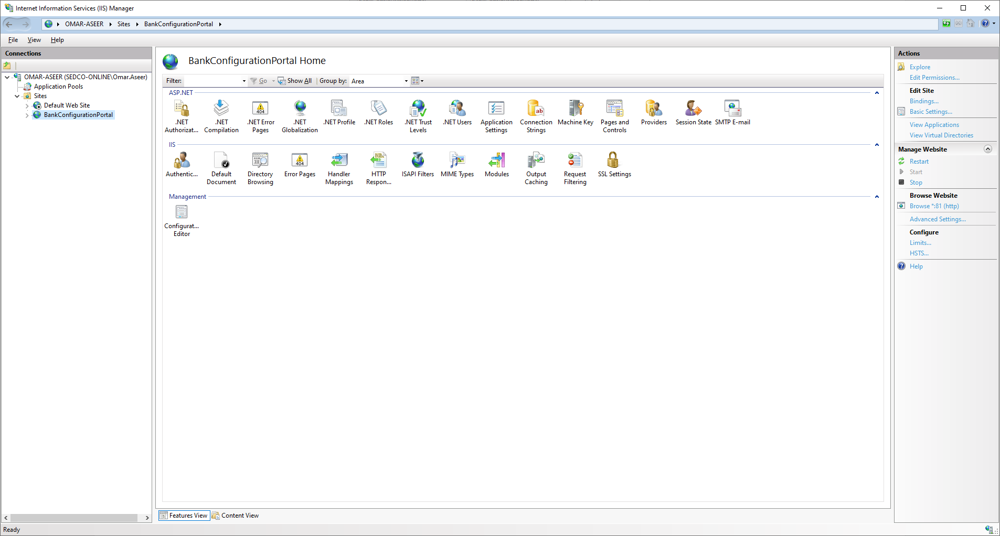 Internet Information Services (IIS) Manager
OMAR-ASEER Sites BankConfigurationPortal
File View Help
Connections
OMAR-ASEER (SEDCO-ONLINE\Omar.Aseer)
Application Pools
Sites
Default Web Site
BankConfigurationPortal
BankConfigurationPortal Home
Filter: Go Show All Group by: Area
ASP.NET
.NET Authorizat...
.NET Compilation
.NET Error Pages
.NET Globalization
.NET Profile
.NET Roles
.NET Trust Levels
.NET Users
Application Settings
Connection Strings
Machine Key
Pages and Controls
Providers
Session State
SMTP E-mail
IIS
Authentic...
Default Document
Directory Browsing
Error Pages
Handler Mappings
HTTP Respon...
ISAPI Filters
MIME Types
Modules
Output Caching
Request Filtering
SSL Settings
Management
Configurat... Editor
Features View Content View
Actions
Explore
Edit Permissions...
Edit Site
Bindings...
Basic Settings...
View Applications
View Virtual Directories
Manage Website
Restart
Start
Stop
Browse Website
Browse *:81 (http)
Advanced Settings...
Configure
Limits...
HSTS...
Help
Ready